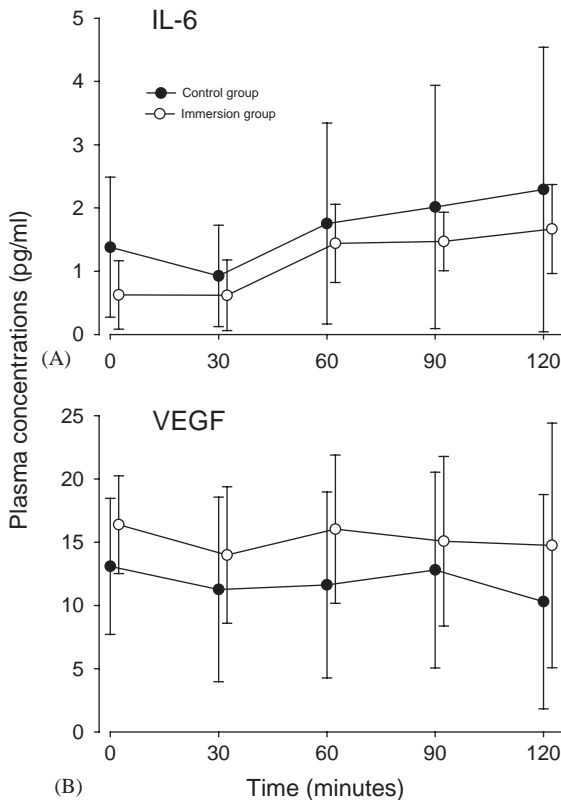 IL-6
5
4
3
2
1
0
Control group
Immersion group
0 30 60 90 120
(A)
Plasma concentrations (pg/ml)
VEGF
25
20
15
10
5
0
0 30 60 90 120
(B)
Time (minutes)